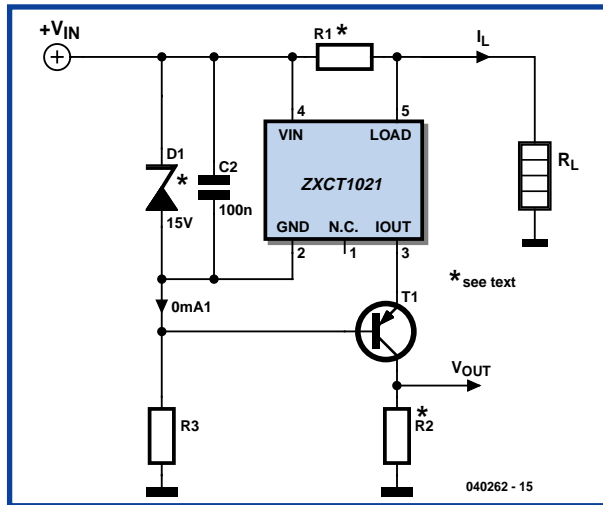 +VIN
R1 *
IL
4
5
VIN
LOAD
RL
D1
*
C2
ZXCT1021
15V
100n
GND
N.C.
IOUT
2
1
3
* see text
0mA1
T1
VOUT
R3
R2
*
040262 - 15